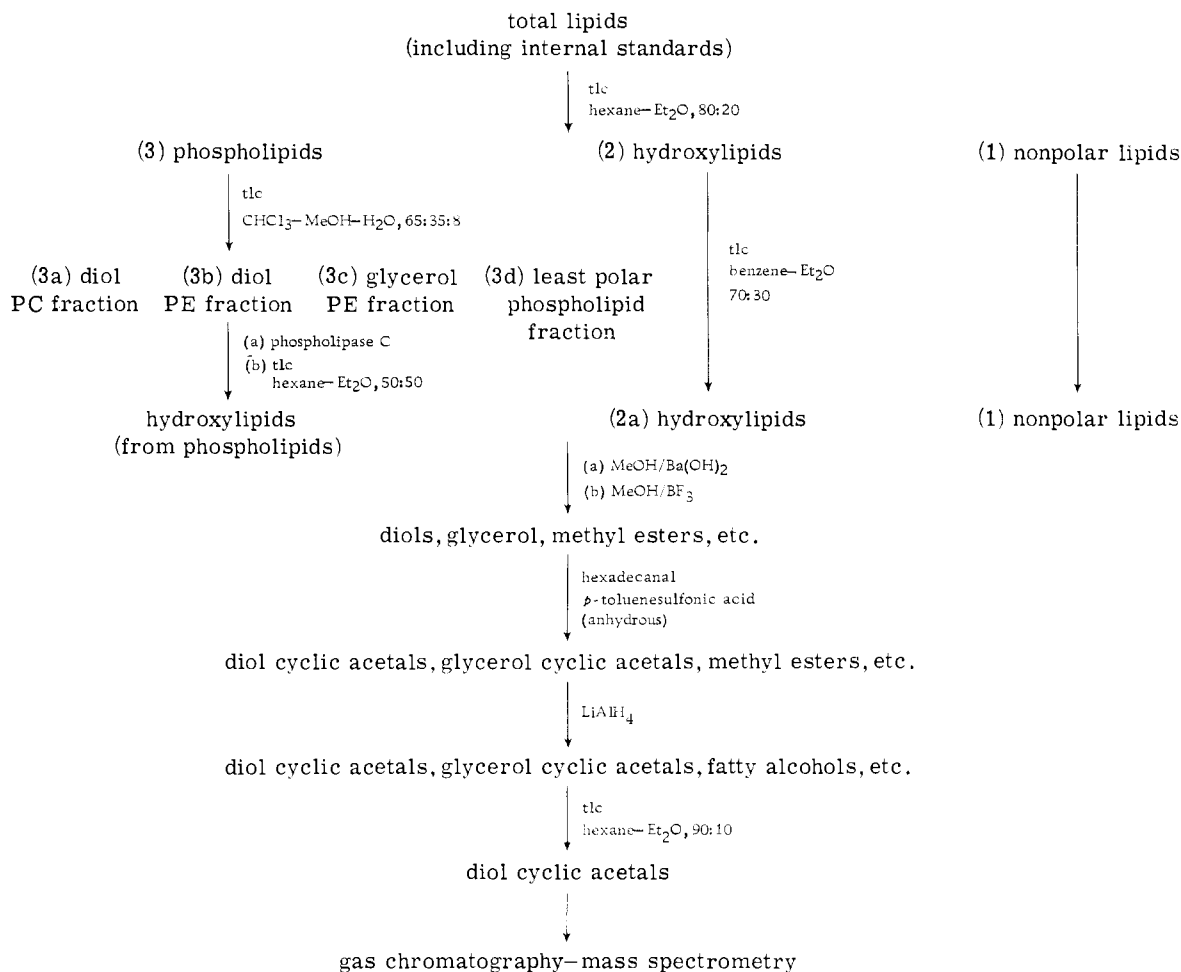 total lipids
(including internal standards)
tlc
hexane—Et2O, 80:20
(3) phospholipids
(2) hydroxylipids
(1) nonpolar lipids
tlc
CHCl3—MeOH—H2O, 65:35:8
tlc
benzene—Et2O
70:30
(3a) diol
PC fraction
(3b) diol
PE fraction
(3c) glycerol
PE fraction
(3d) least polar
phospholipid
fraction
(a) phospholipase C
(b) tlc
hexane—Et2O, 50:50
hydroxylipids
(from phospholipids)
(2a) hydroxylipids
(1) nonpolar lipids
(a) MeOH/Ba(OH)2
(b) MeOH/BF3
diols, glycerol, methyl esters, etc.
hexadecanal
p-toluenesulfonic acid
(anhydrous)
diol cyclic acetals, glycerol cyclic acetals, methyl esters, etc.
LiAlH4
diol cyclic acetals, glycerol cyclic acetals, fatty alcohols, etc.
tlc
hexane—Et2O, 90:10
diol cyclic acetals
gas chromatography—mass spectrometry